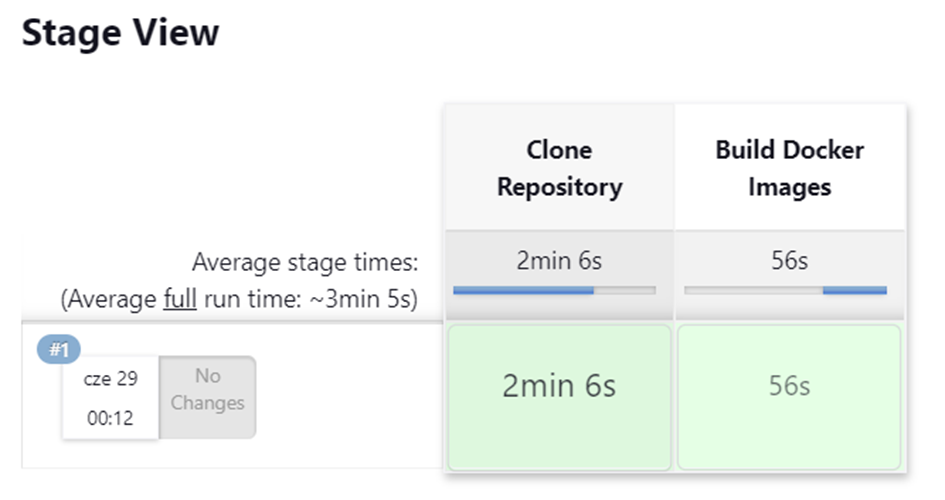 Stage View
Clone
Repository
Build Docker
Images
Average stage times:
(Average full run time: ~3min 5s)
2min 6s
56s
#1
cze 29
00:12
No
Changes
2min 6s
56s